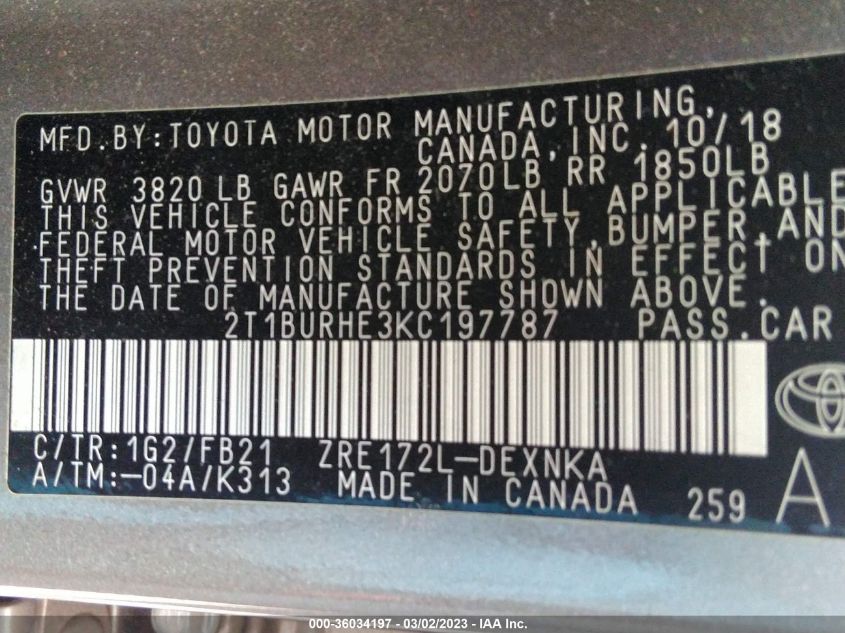 MFD.BY:TOYOTA MOTOR MANUFACTURING,
CANADA, INC. 10/18
GVWR 3820 LB GAWR FR 2070LB RR 1850LB
THIS VEHICLE CONFORMS TO ALL APPLICABLE
FEDERAL MOTOR VEHICLE SAFETY,BUMPER,AND
THEFT PREVENTION STANDARDS IN EFFECT ON
THE DATE OF MANUFACTURE SHOWN ABOVE.
2T1BURHE3KC197787 PASS.CAR
C/TR:1G2/FB21 ZRE172L-DEXNKA
A/TM:-04A/K313 MADE IN CANADA 259 A
000-36034197 - 03/02/2023 - IAA Inc.